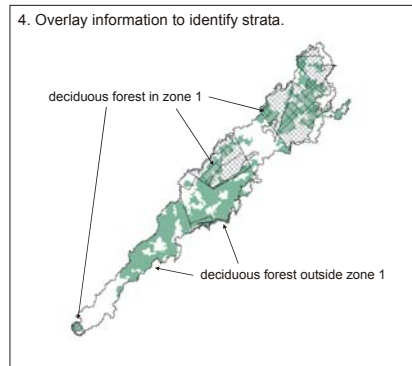 4. Overlay information to identify strata.
deciduous forest in zone 1
deciduous forest outside zone 1